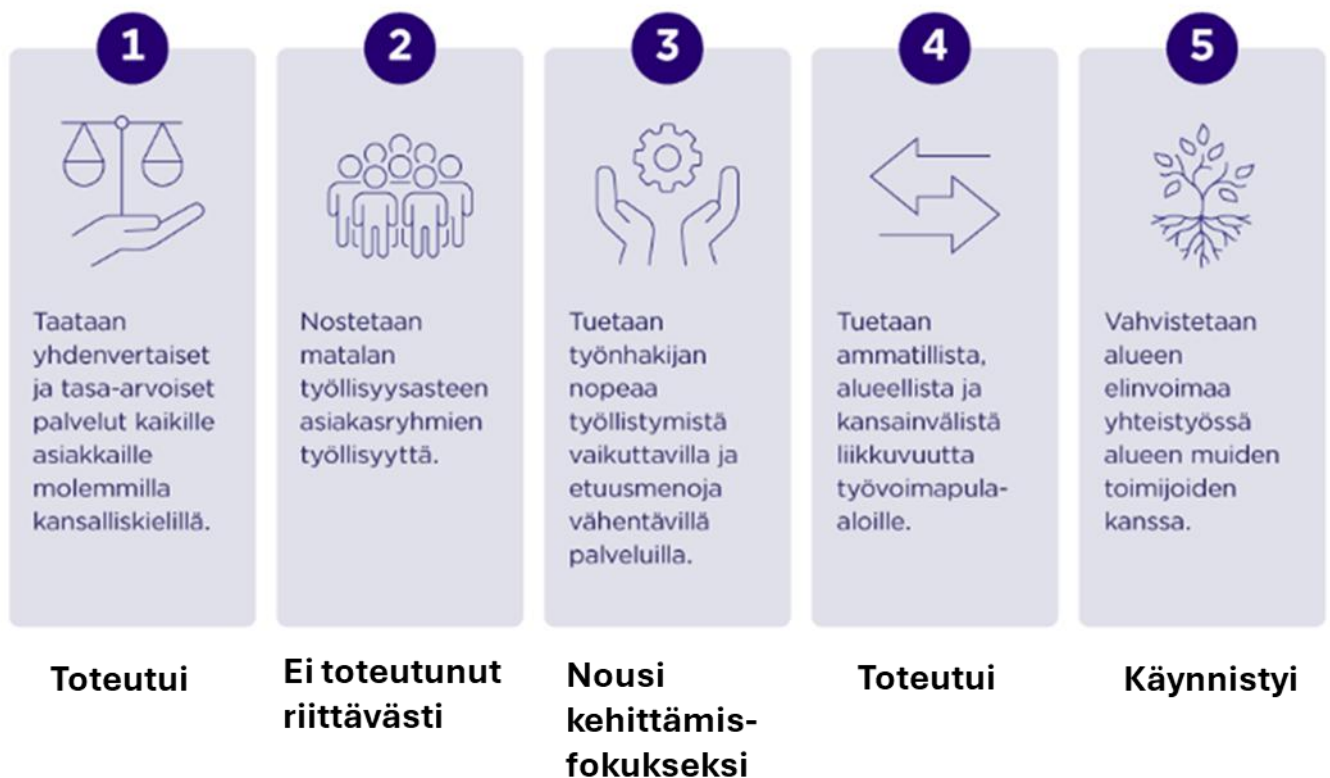 1
Taataan
yhdenvertaiset
ja tasa-arvoiset
palvelut kaikille
asiakkaille
molemmilla
kansalliskielillä.
Toteutui
2
Nostetaan
matalan
työllisyysasteen
asiakasryhmien
työllisyyttä.
Ei toteutunut
riittävästi
3
Tuetaan
työnhakijan
nopeaa
työllistymistä
vaikuttavilla ja
etuusmenoja
vähentävillä
palveluilla.
Nousi
kehittämis-
fokukseksi
4
Tuetaan
ammatillista,
alueellista ja
kansainvälistä
liikkuvuutta
työvoimapula-
aloille.
Toteutui
5
Vahvistetaan
alueen
elinvoimaa
yhteistyössä
alueen muiden
toimijoiden
kanssa.
Käynnistyi